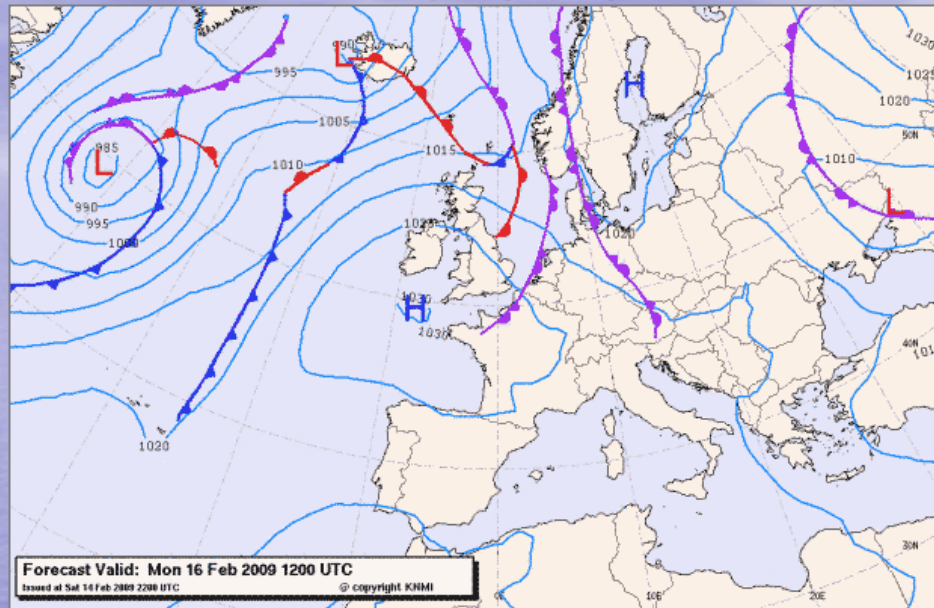 990
L
995
1005
1010
1015
985
L
990
995
1000
H
1030
1025
1020
1010
50N
L
1020
H
1030
40N
1020
30N
0
10E
20E
Forecast Valid: Mon 16 Feb 2009 1200 UTC
Issued at Sat 14 Feb 2009 2200 UTC @ copyright KNMI